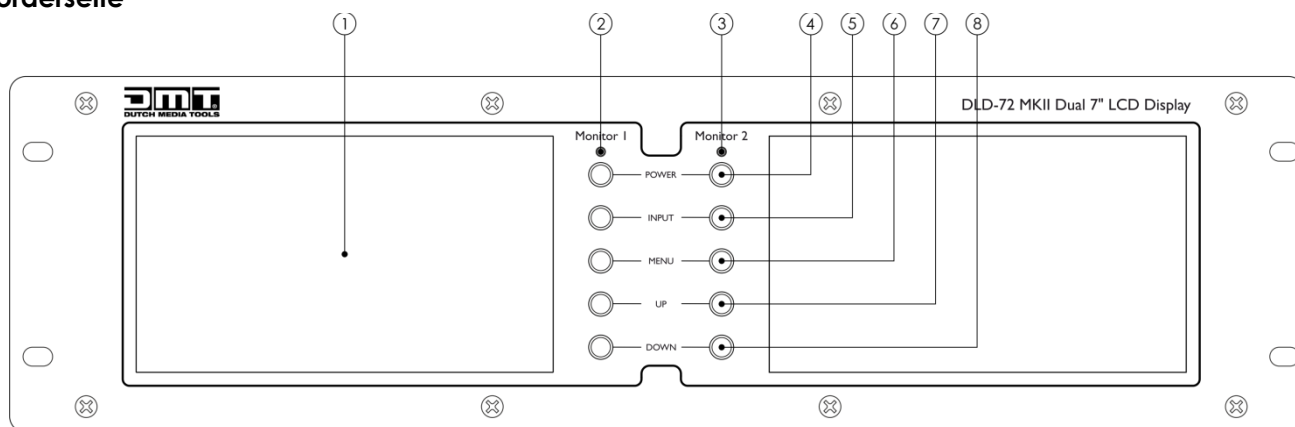 1 2 3 4 5 6 7 8
DMT
DUTCH MEDIA TOOLS
DLD-72 MKII Dual 7" LCD Display
Monitor 1 Monitor 2
POWER
INPUT
MENU
UP
DOWN